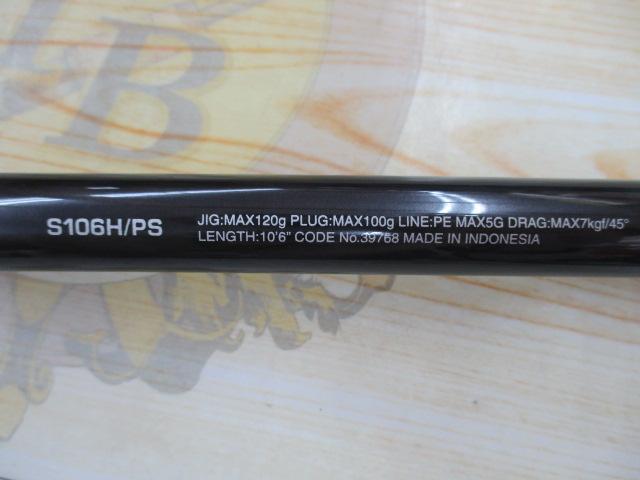 TB
S106H/PS
JIG:MAX120g PLUG:MAX100g LINE:PE MAX5G DRAG:MAX7kgf/45°
LENGTH:10'6" CODE No.39768 MADE IN INDONESIA